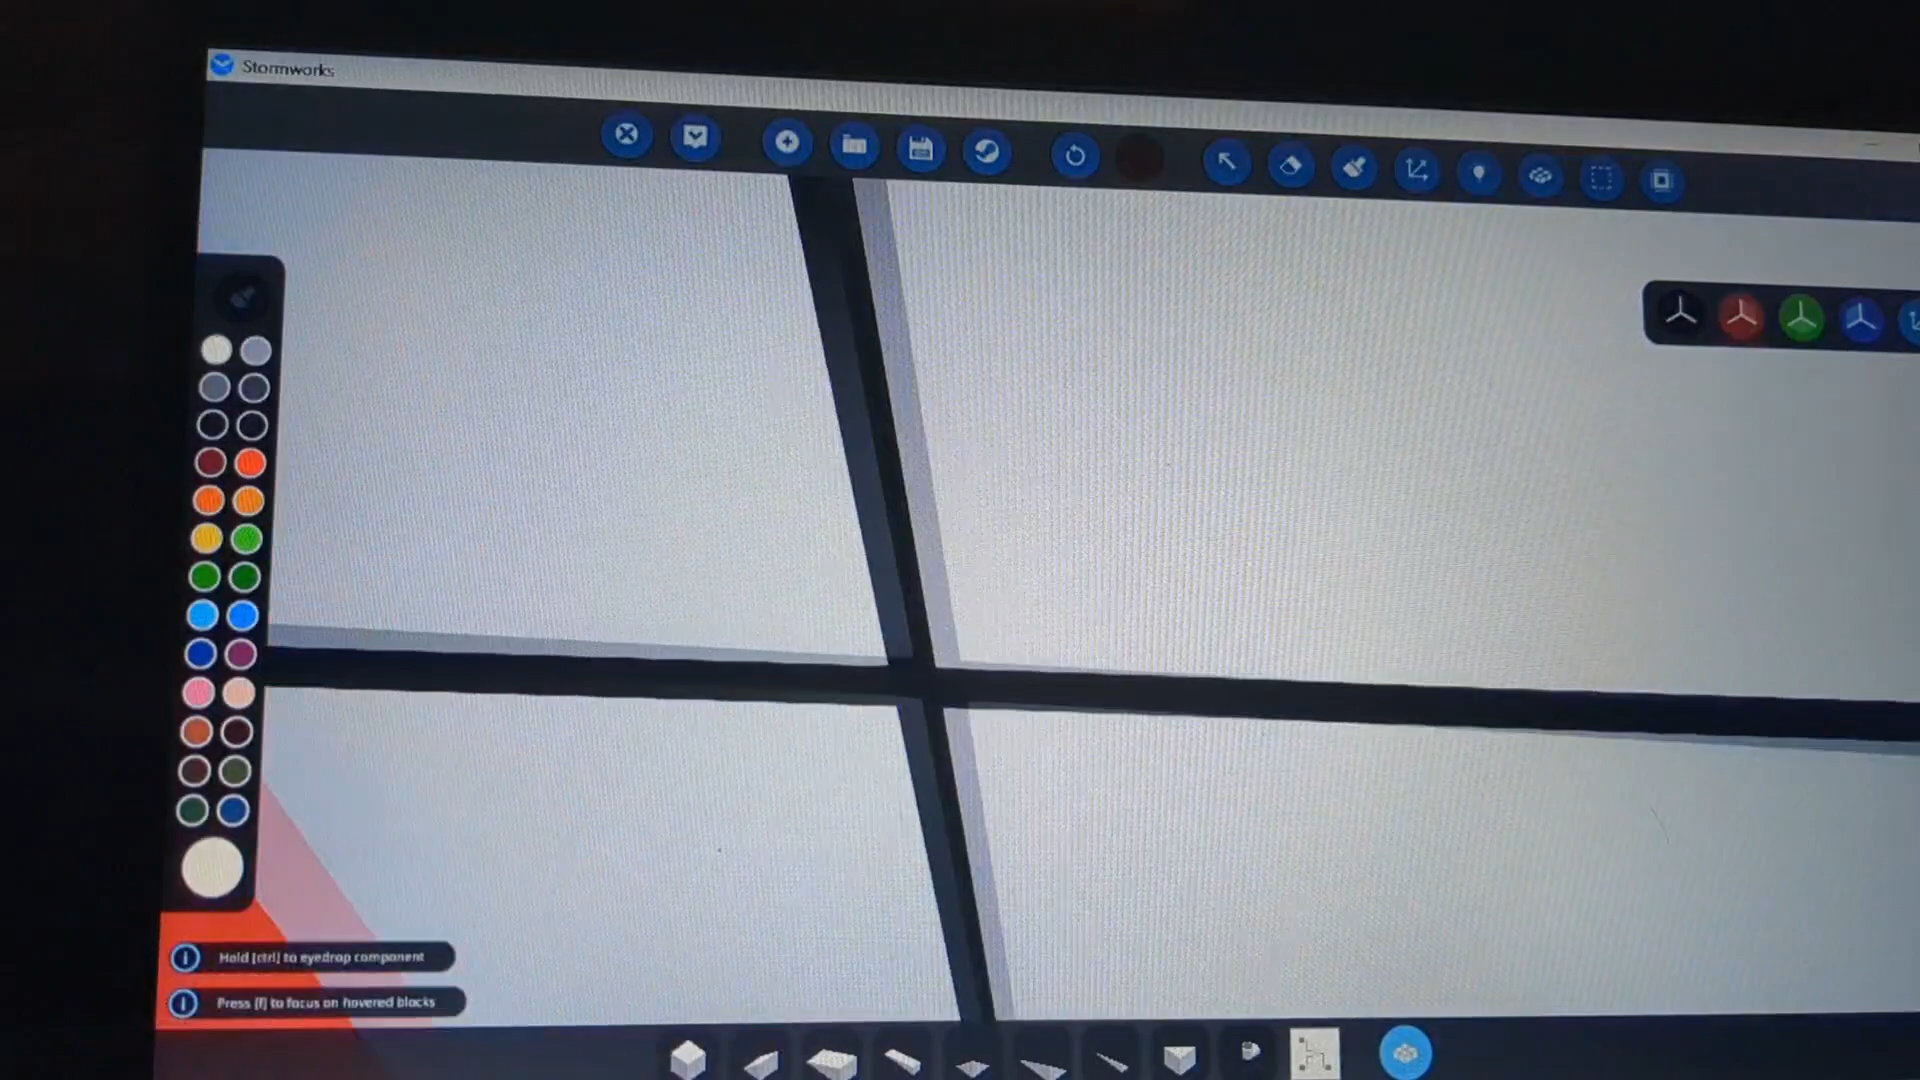 Stormworks
Hold [ctrl] to eyedrop component
Press [f] to focus on hovered blocks